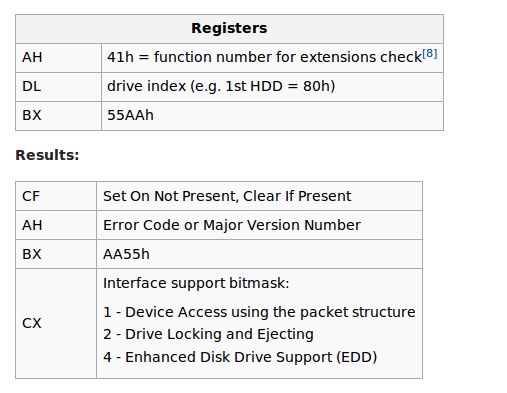 Registers
AH 41h = function number for extensions check[8]
DL drive index (e.g. 1st HDD = 80h)
BX 55AAh
Results:
CF Set On Not Present, Clear If Present
AH Error Code or Major Version Number
BX AA55h
CX Interface support bitmask:
1 - Device Access using the packet structure
2 - Drive Locking and Ejecting
4 - Enhanced Disk Drive Support (EDD)